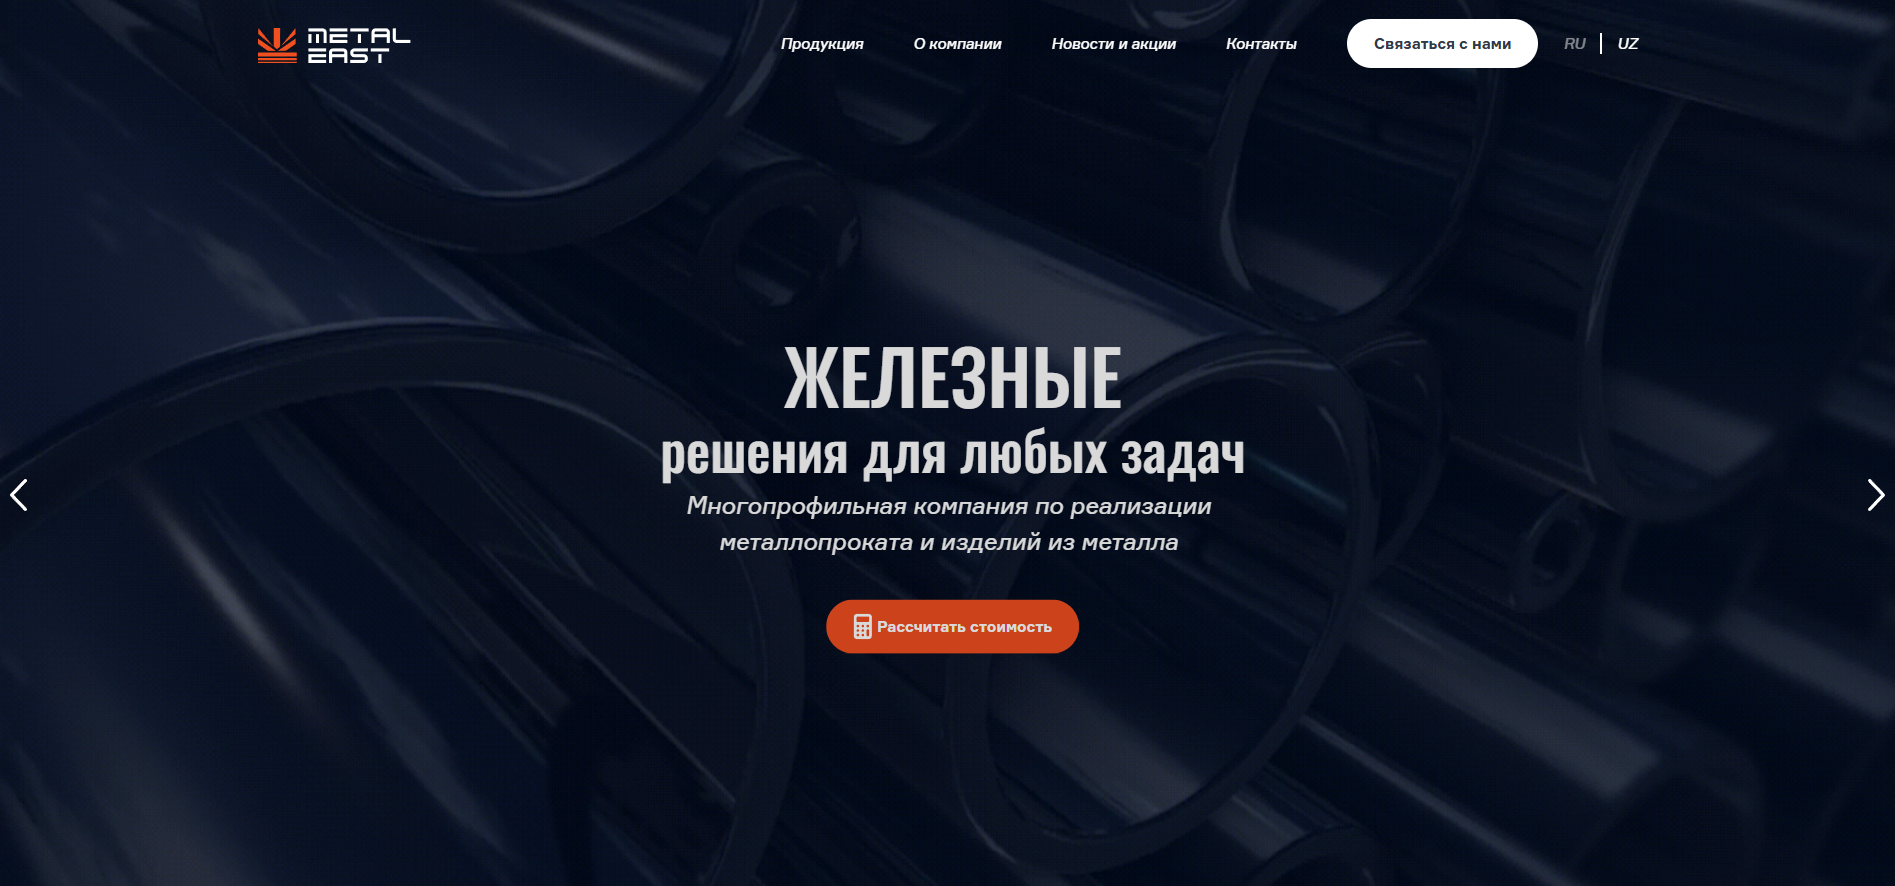 METAL
EAST
Продукция
О компании
Новости и акции
Контакты
Связаться с нами
RU
UZ
ЖЕЛЕЗНЫЕ
решения для любых задач
Многопрофильная компания по реализации
металлопроката и изделий из металла
Рассчитать стоимость